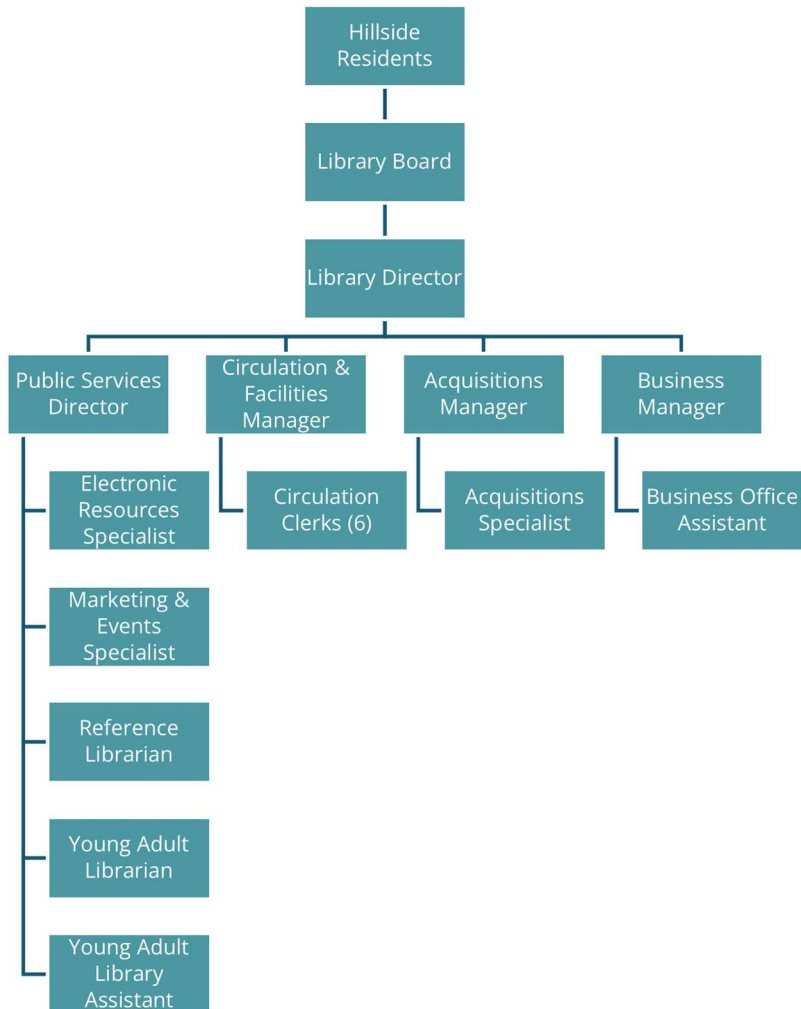 Hillside
Residents
Library Board
Library Director
Public Services
Director
Circulation &
Facilities
Manager
Acquisitions
Manager
Business
Manager
Electronic
Resources
Specialist
Circulation
Clerks (6)
Acquisitions
Specialist
Business Office
Assistant
Marketing &
Events
Specialist
Reference
Librarian
Young Adult
Librarian
Young Adult
Library
Assistant